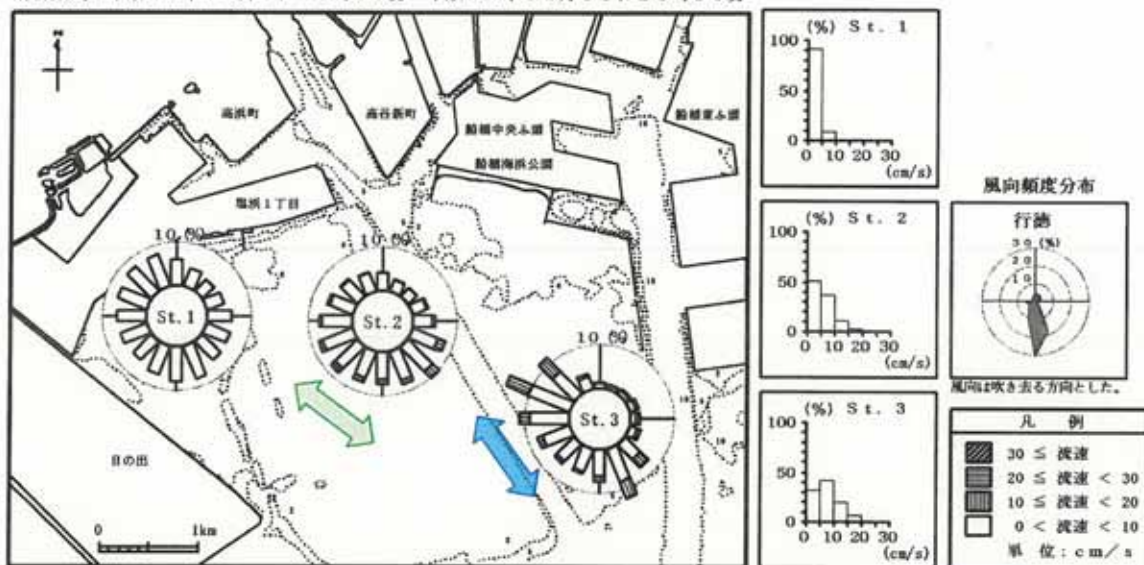 高浜町
高谷新町
船橋中央ふ頭
船橋海浜公園
船橋東ふ頭
塩浜1丁目
日の出
10(%)
St.1
10(%)
St.2
10(%)
St.3
0 1km
(%) St.1
100
50
0
0 10 20 30
(cm/s)
(%) St.2
100
50
0
0 10 20 30
(cm/s)
(%) St.3
100
50
0
0 10 20 30
(cm/s)
風向頻度分布
行徳
30(%)
20
10
風向は吹き去る方向とした。
凡 例
30 ≦ 流速
20 ≦ 流速 < 30
10 ≦ 流速 < 20
0 < 流速 < 10
単 位:cm/s